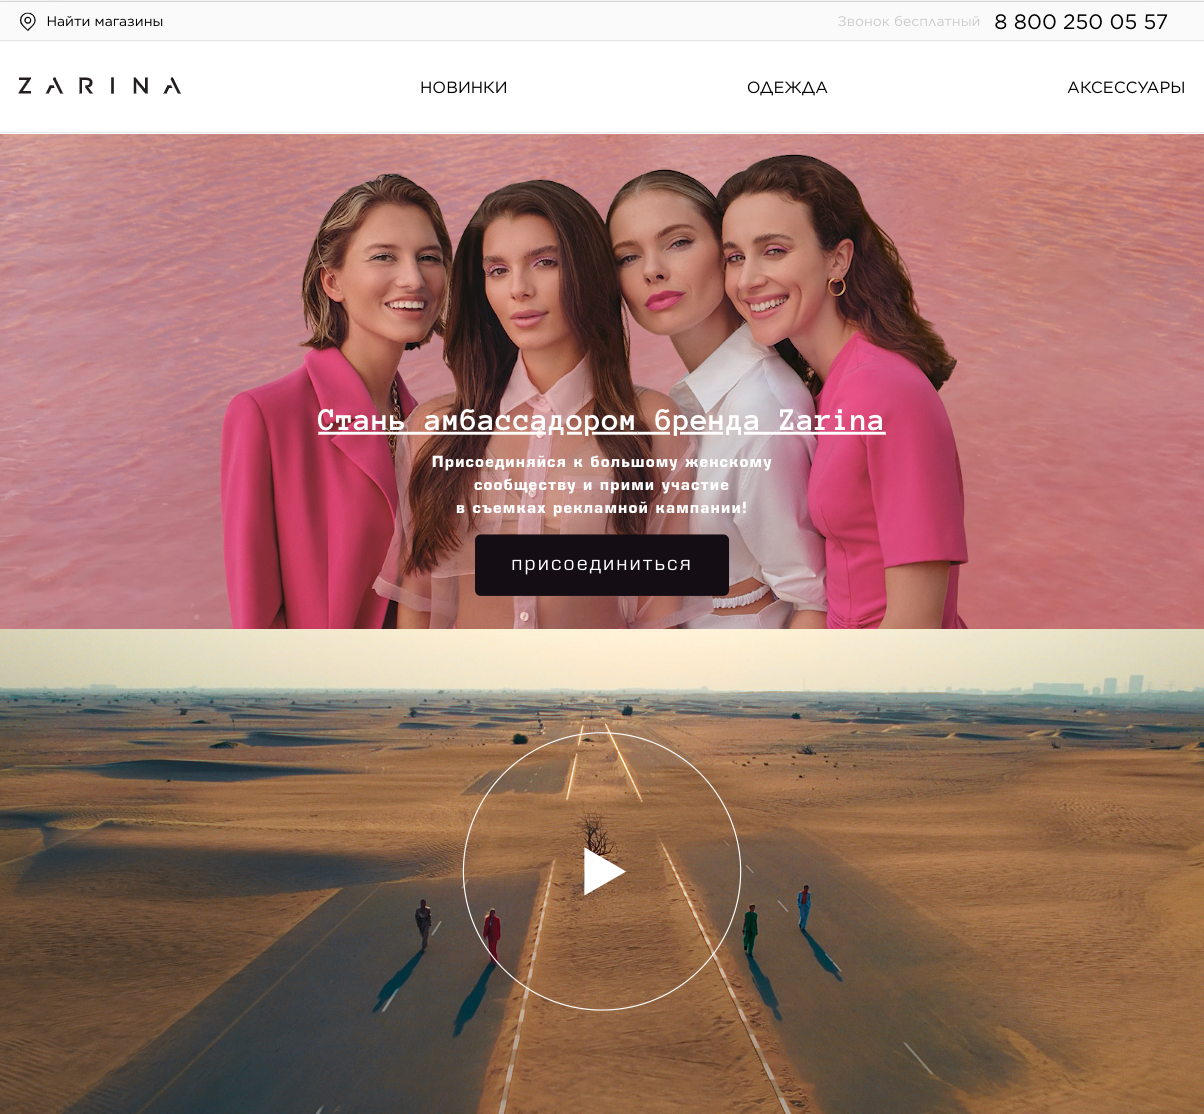 Найти магазины
Звонок бесплатный 8 800 250 05 57
ZARINA
НОВИНКИ
ОДЕЖДА
АКСЕССУАРЫ
Стань амбассадором бренда Zarina
Присоединяйся к большому женскому
сообществу и прими участие
в съемках рекламной кампании!
присоединиться